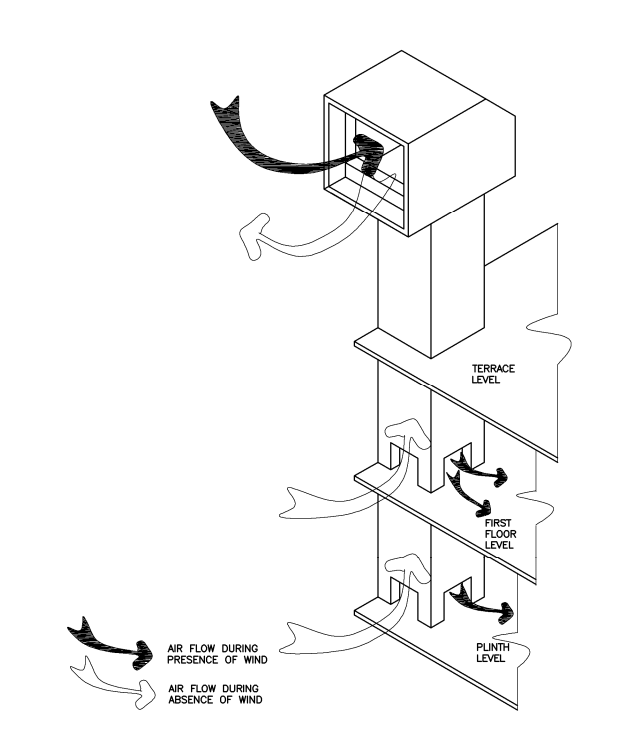 TERRACE
LEVEL
FIRST
FLOOR
LEVEL
PLINTH
LEVEL
AIR FLOW DURING
PRESENCE OF WIND
AIR FLOW DURING
ABSENCE OF WIND